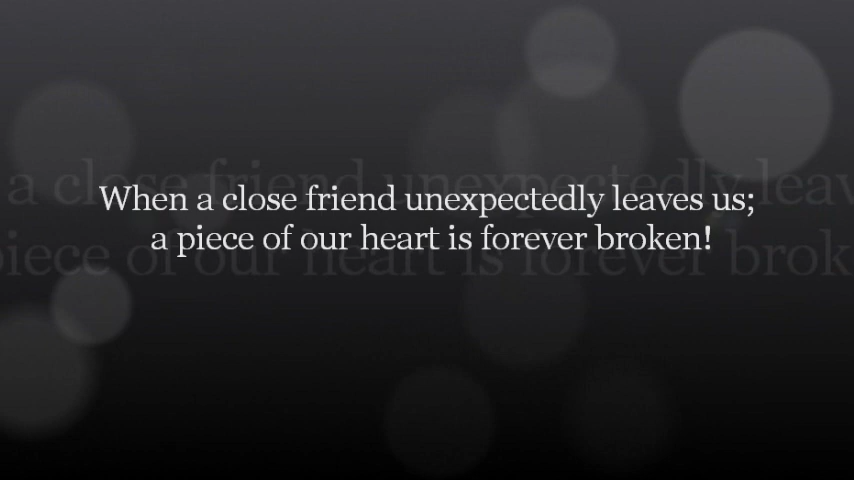 When a close friend unexpectedly leaves us;
a piece of our heart is forever broken!